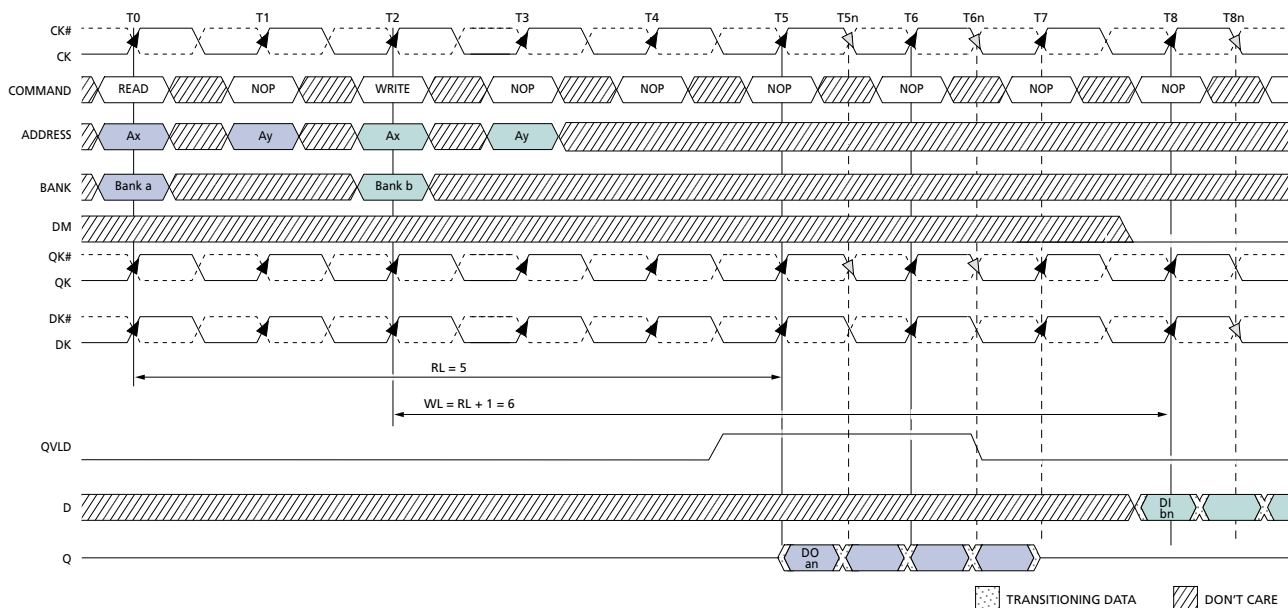 T0 T1 T2 T3 T4 T5 T5n T6 T6n T7 T8 T8n
CK#
CK
COMMAND READ NOP WRITE NOP NOP NOP NOP NOP NOP
ADDRESS Ax Ay Ax Ay
BANK Bank a Bank b
DM
QK#
QK
DK#
DK
RL = 5
WL = RL + 1 = 6
QVLD
D DI
bn
Q DO
an
TRANSITIONING DATA DON'T CARE